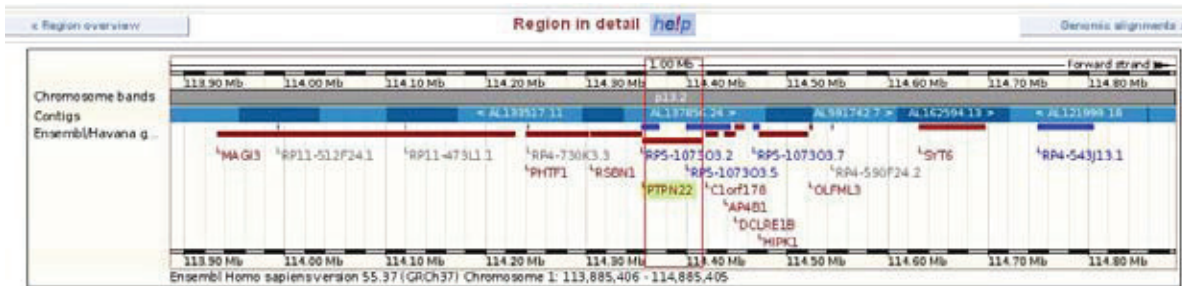 « Region overview
Region in detail help
Genomic alignments
1.00 Mb
Forward strand
113.90 Mb 114.00 Mb 114.10 Mb 114.20 Mb 114.30 Mb 114.40 Mb 114.50 Mb 114.60 Mb 114.70 Mb 114.80 Mb
Chromosome bands
p13.2
Contigs
< AL133517.11 AL137856.24 > AL591742.7 > AL162594.13 > < AL121999.18
Ensembl/Havana g...
MAGI3 RP11-512F24.1 RP11-473L1.1 RP4-730K3.3 RP5-1073O3.2 RP5-1073O3.7 SYT6 RP4-543J13.1
PHTF1 RSBN1 RP5-1073O3.5 RP4-590F24.2
PTPN22 C1orf178 OLFML3
AP4B1
DCLRE1B
HIPK1
113.90 Mb 114.00 Mb 114.10 Mb 114.20 Mb 114.30 Mb 114.40 Mb 114.50 Mb 114.60 Mb 114.70 Mb 114.80 Mb
Ensembl Homo sapiens version 55.37 (GRCh37) Chromosome 1: 113,885,406 - 114,885,405